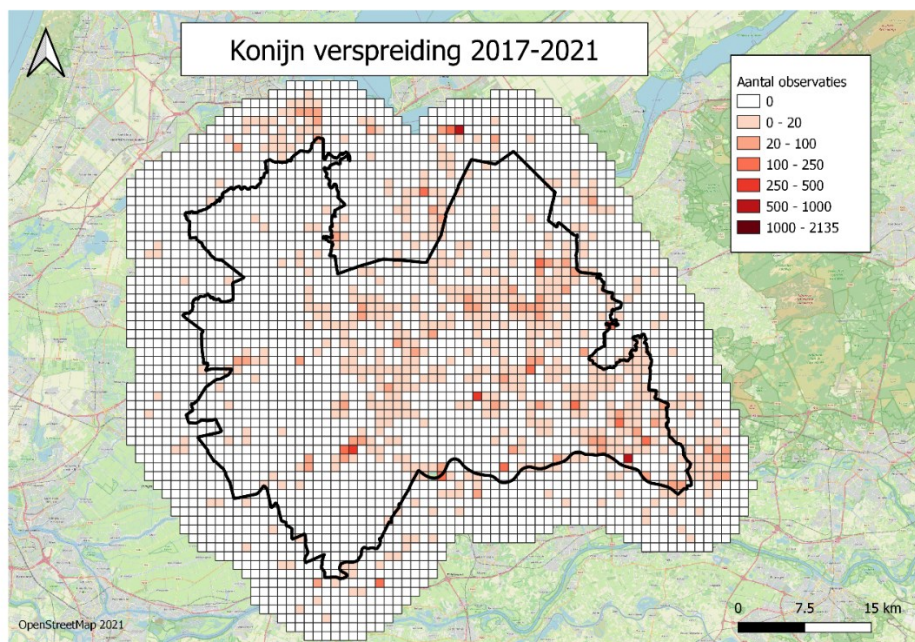 Konijn verspreiding 2017-2021
Aantal observaties
0
0 - 20
20 - 100
100 - 250
250 - 500
500 - 1000
1000 - 2135
OpenStreetMap 2021
0 7.5 15 km